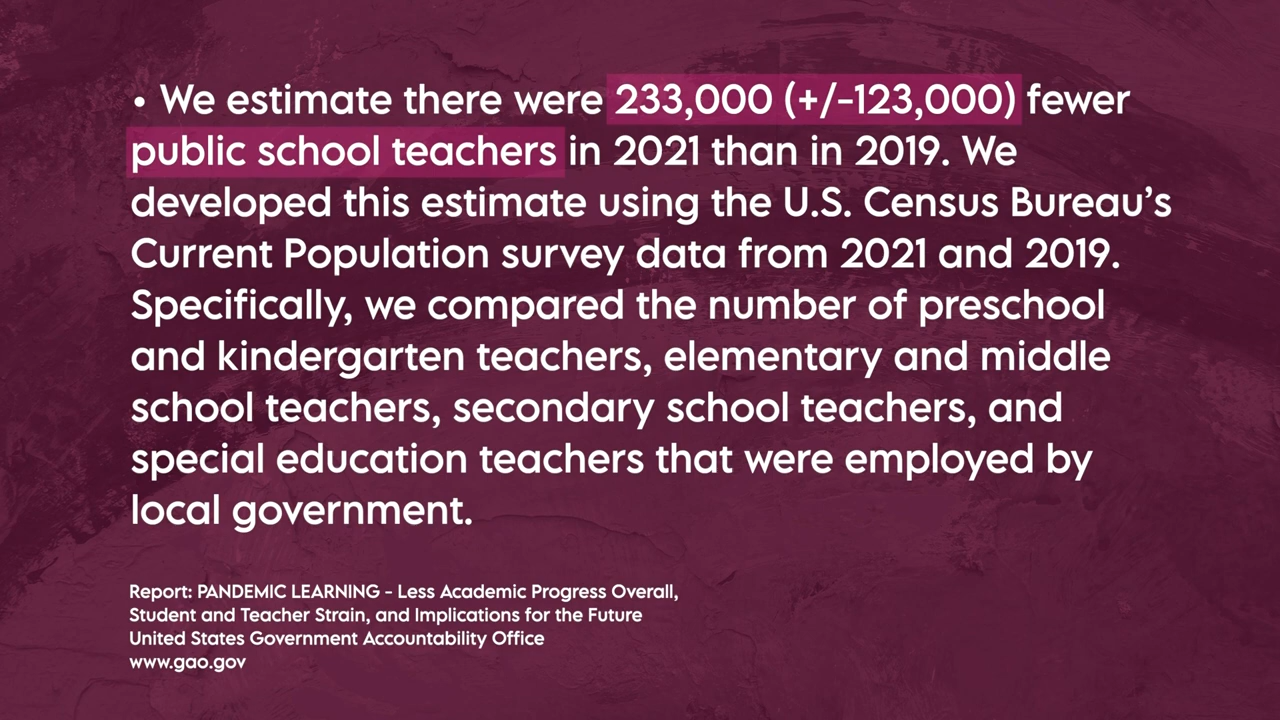 • We estimate there were 233,000 (+/-123,000) fewer
public school teachers in 2021 than in 2019. We
developed this estimate using the U.S. Census Bureau’s
Current Population survey data from 2021 and 2019.
Specifically, we compared the number of preschool
and kindergarten teachers, elementary and middle
school teachers, secondary school teachers, and
special education teachers that were employed by
local government.
Report: PANDEMIC LEARNING - Less Academic Progress Overall,
Student and Teacher Strain, and Implications for the Future
United States Government Accountability Office
www.gao.gov